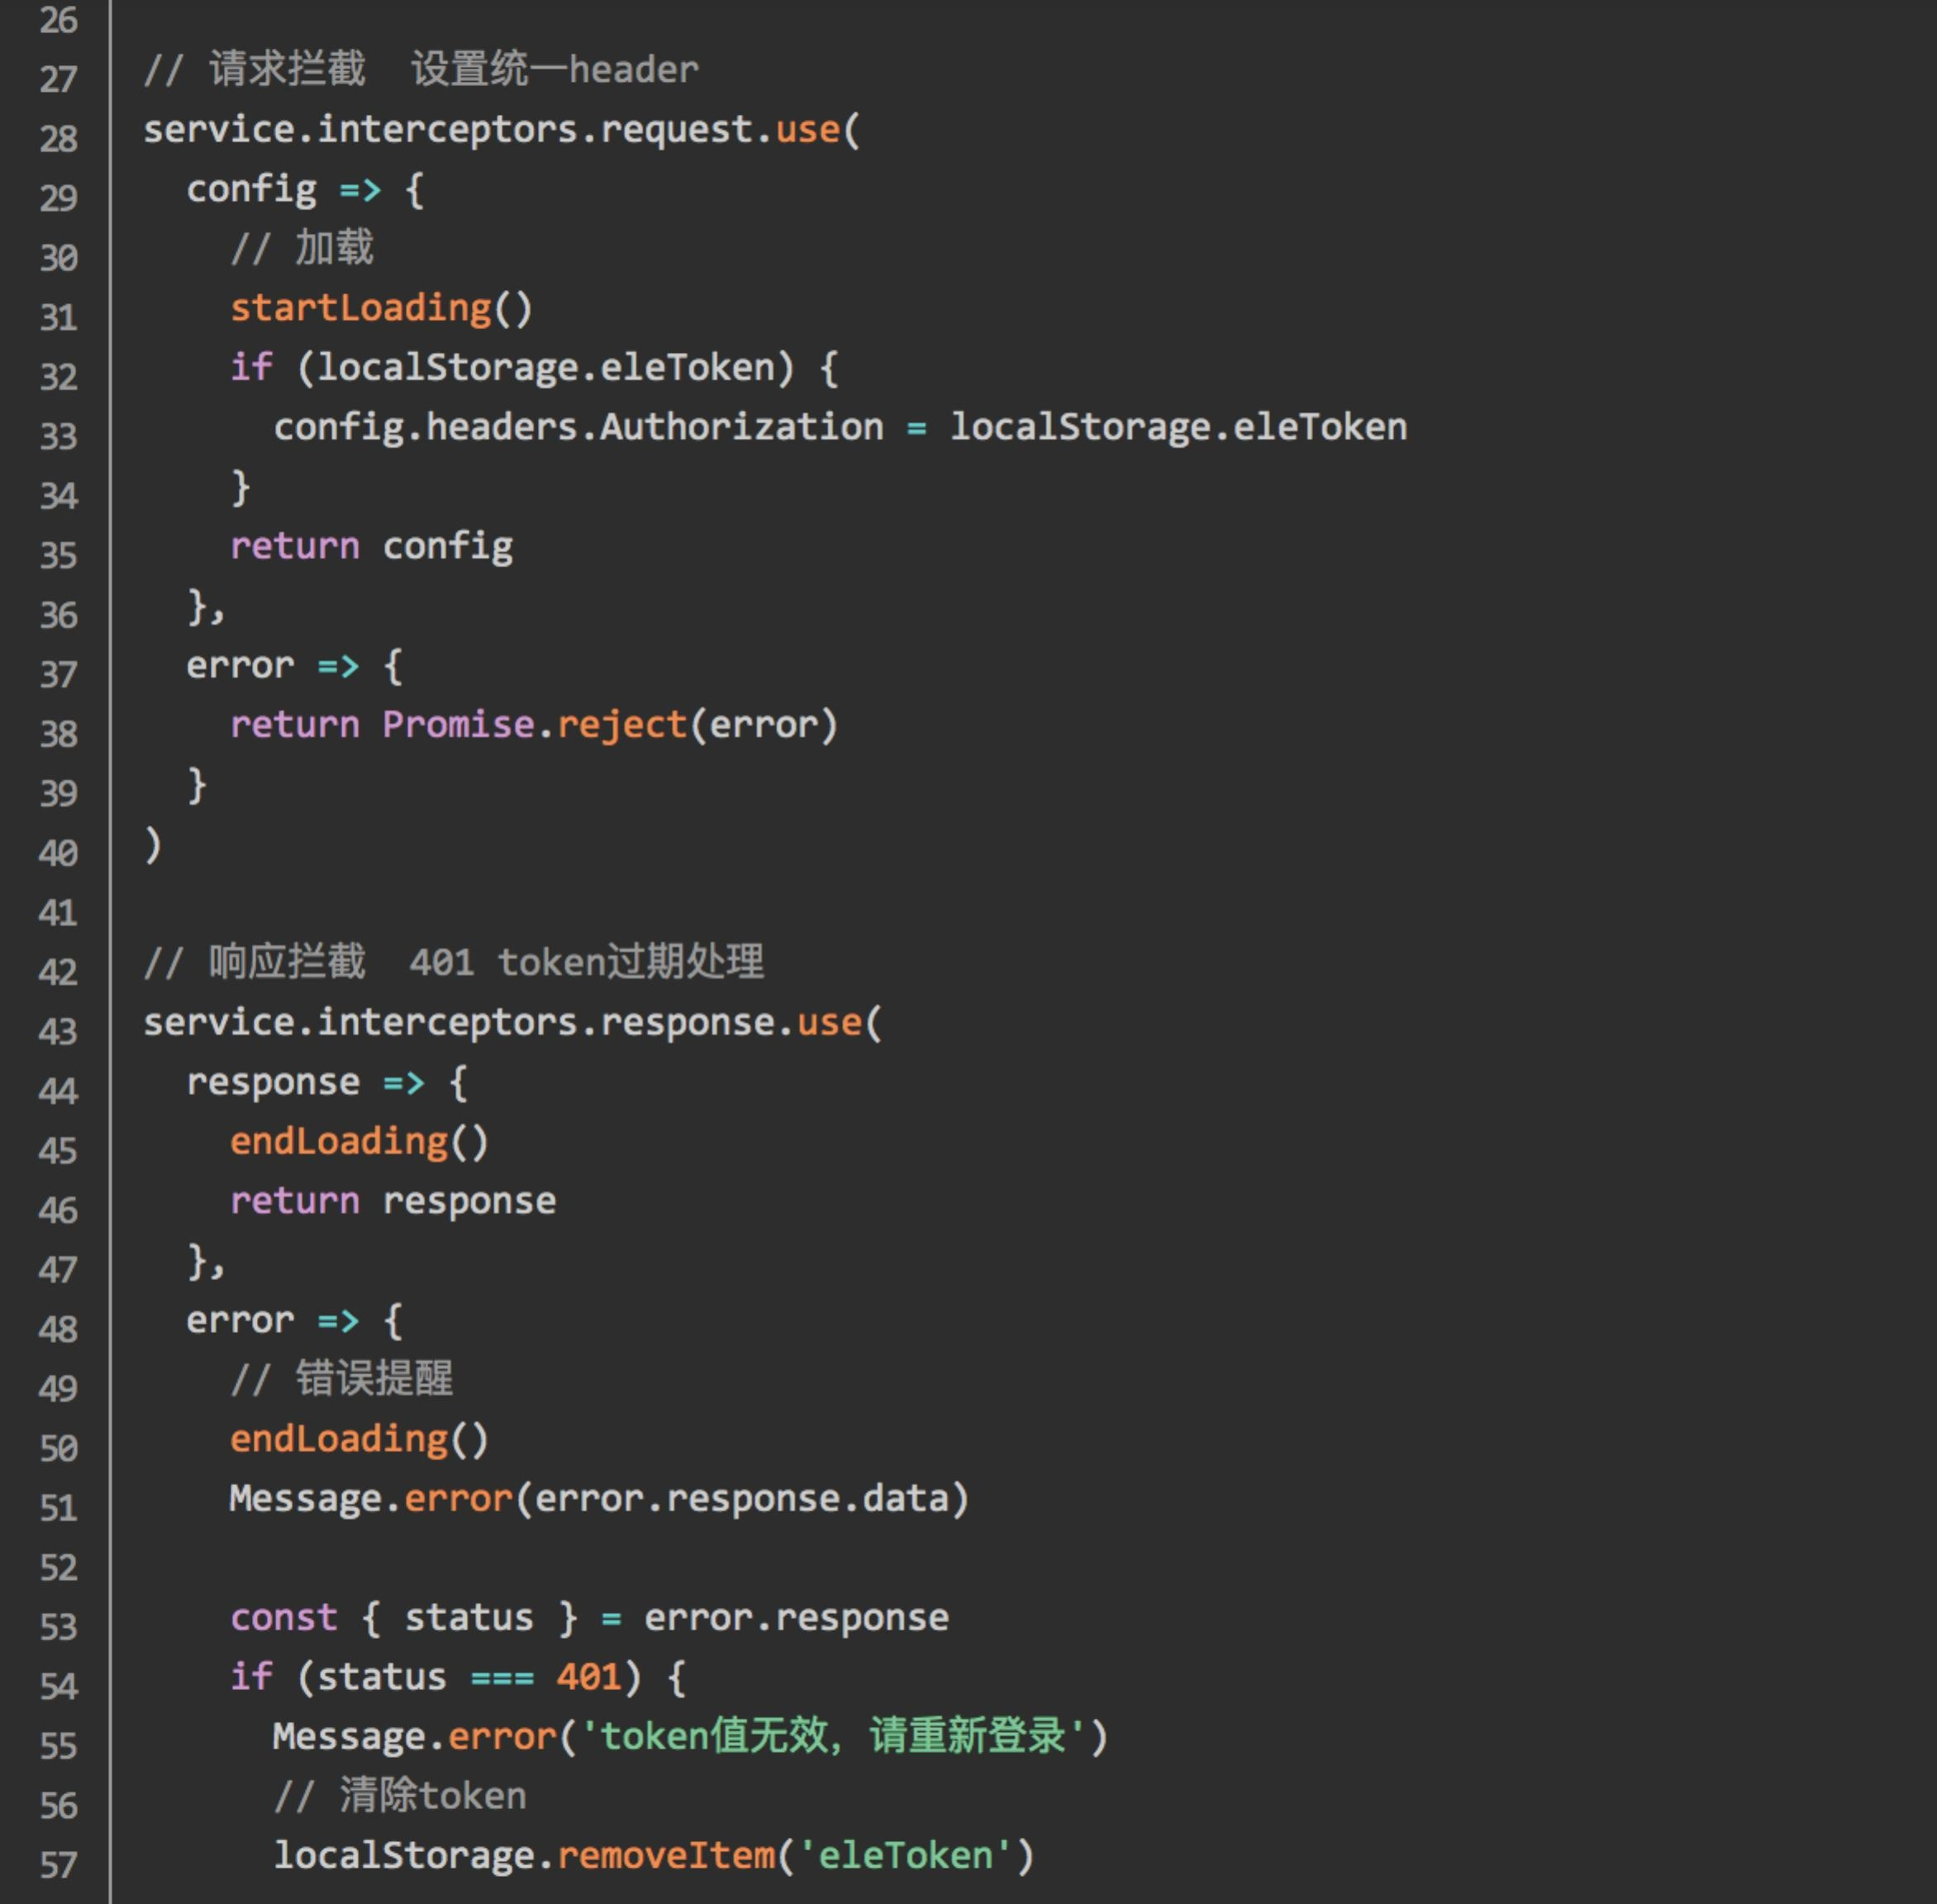 26
27 // 请求拦截  设置统一header
28 service.interceptors.request.use(
29   config => {
30     // 加载
31     startLoading()
32     if (localStorage.eleToken) {
33       config.headers.Authorization = localStorage.eleToken
34     }
35     return config
36   },
37   error => {
38     return Promise.reject(error)
39   }
40 )
41
42 // 响应拦截  401 token过期处理
43 service.interceptors.response.use(
44   response => {
45     endLoading()
46     return response
47   },
48   error => {
49     // 错误提醒
50     endLoading()
51     Message.error(error.response.data)
52
53     const { status } = error.response
54     if (status === 401) {
55       Message.error('token值无效，请重新登录')
56       // 清除token
57       localStorage.removeItem('eleToken')